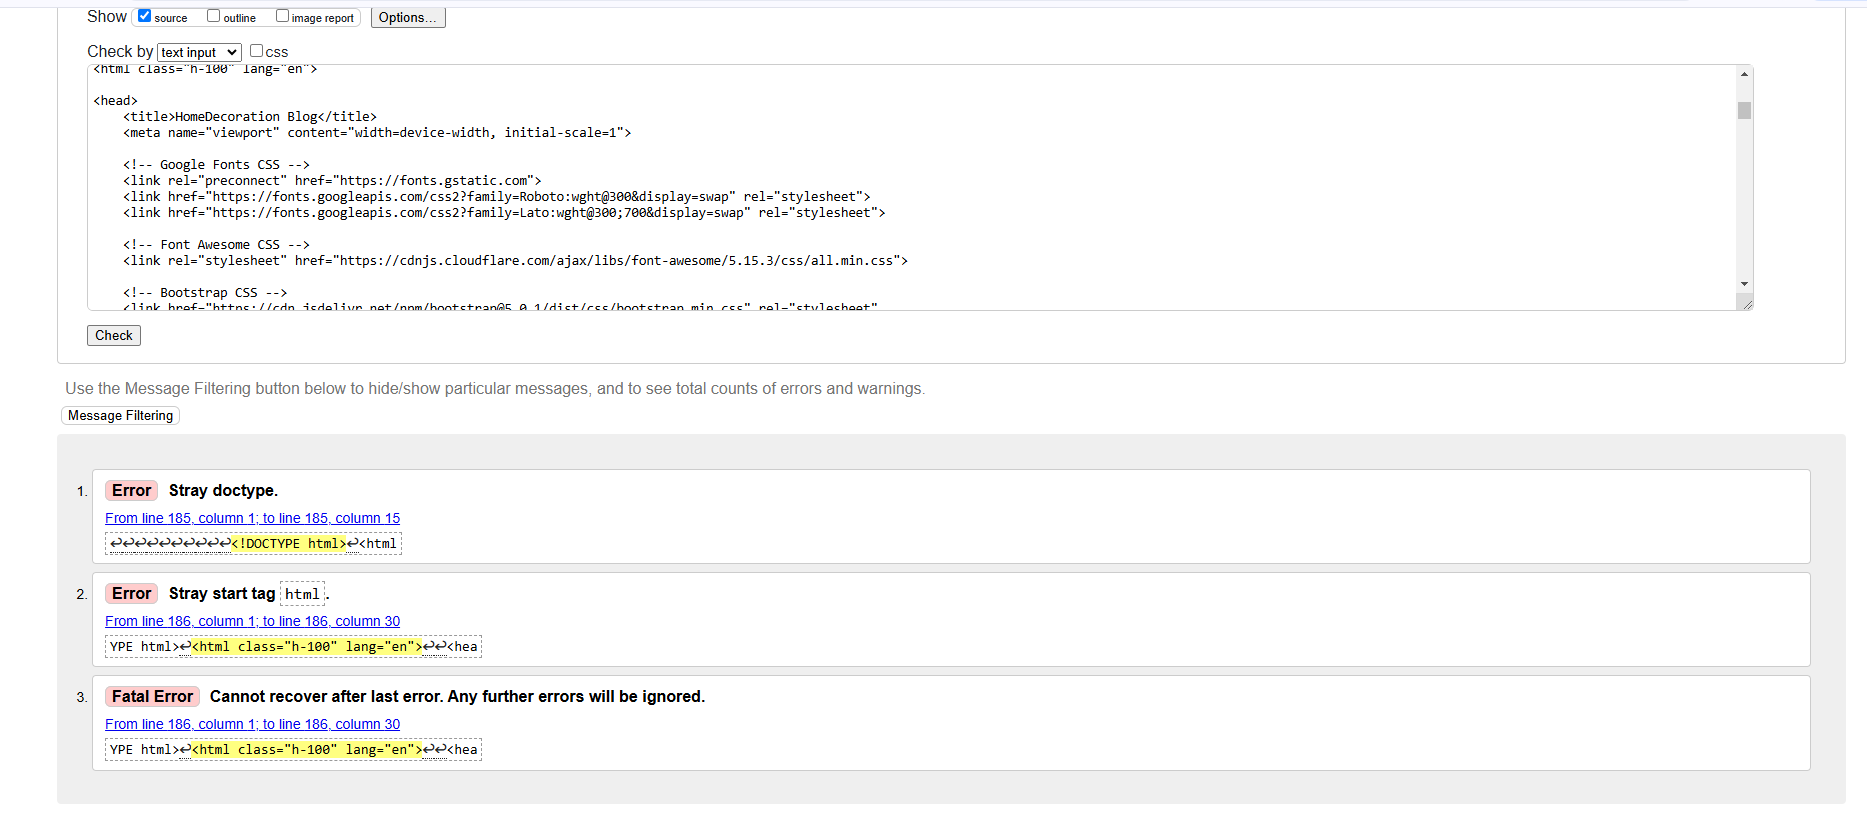 Show source outline image report Options...
Check by text input css
<html class="h-100" lang="en">
<head>
<title>HomeDecoration Blog</title>
<meta name="viewport" content="width=device-width, initial-scale=1">
<!-- Google Fonts CSS -->
<link rel="preconnect" href="https://fonts.gstatic.com">
<link href="https://fonts.googleapis.com/css2?family=Roboto:wght@300&display=swap" rel="stylesheet">
<link href="https://fonts.googleapis.com/css2?family=Lato:wght@300;700&display=swap" rel="stylesheet">
<!-- Font Awesome CSS -->
<link rel="stylesheet" href="https://cdnjs.cloudflare.com/ajax/libs/font-awesome/5.15.3/css/all.min.css">
<!-- Bootstrap CSS -->
<link href="https://cdn.jsdelivr.net/npm/bootstrap@5.0.1/dist/css/bootstrap.min.css" rel="stylesheet"
Check
Use the Message Filtering button below to hide/show particular messages, and to see total counts of errors and warnings.
Message Filtering
1. Error Stray doctype.
From line 185, column 1; to line 185, column 15
↩↩↩↩↩↩↩↩↩↩<!DOCTYPE html>↩<html
2. Error Stray start tag html.
From line 186, column 1; to line 186, column 30
YPE html>↩<html class="h-100" lang="en">↩↩<hea
3. Fatal Error Cannot recover after last error. Any further errors will be ignored.
From line 186, column 1; to line 186, column 30
YPE html>↩<html class="h-100" lang="en">↩↩<hea